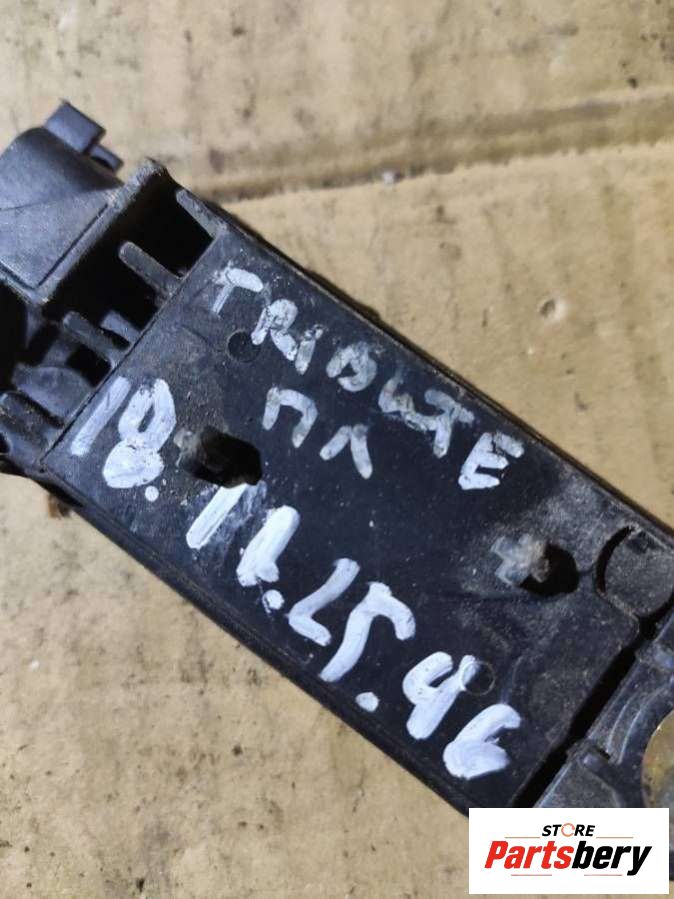 TRIBUTE
ПЛ
18.11.25.46
STORE
Partsbery